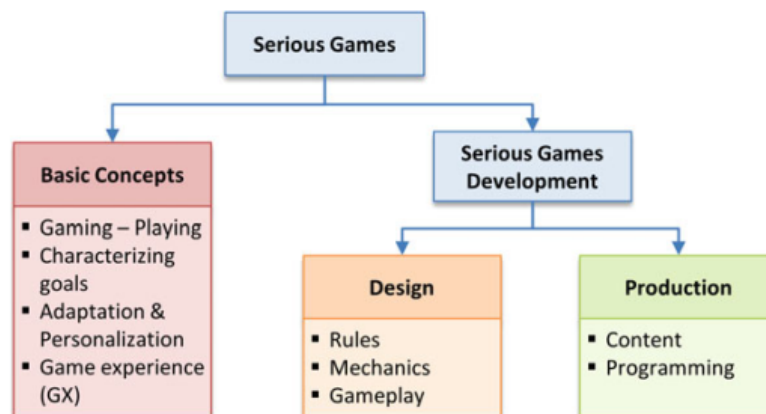 Serious Games
Serious Games
Development
Basic Concepts
▪ Gaming – Playing
▪ Characterizing
goals
▪ Adaptation &
Personalization
▪ Game experience
(GX)
Design
▪ Rules
▪ Mechanics
▪ Gameplay
Production
▪ Content
▪ Programming